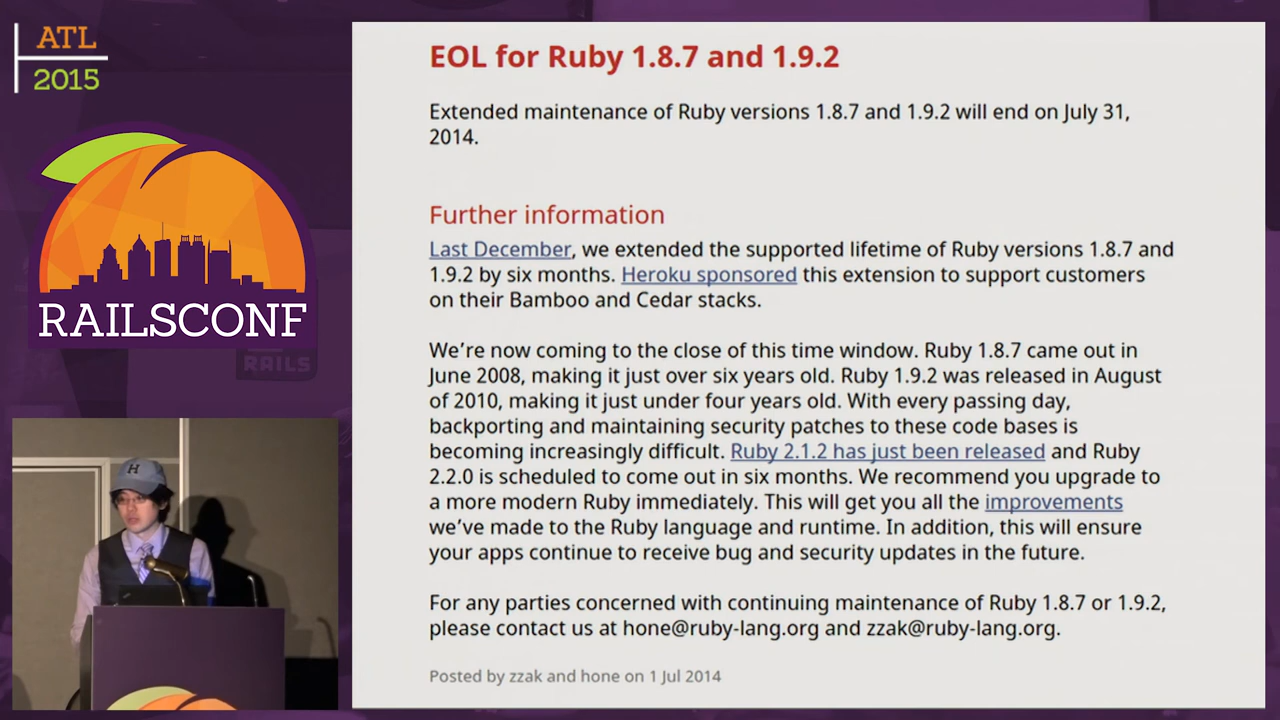 ATL
2015
RAILSCONF
RAILS
H
EOL for Ruby 1.8.7 and 1.9.2
Extended maintenance of Ruby versions 1.8.7 and 1.9.2 will end on July 31,
2014.
Further information
Last December, we extended the supported lifetime of Ruby versions 1.8.7 and
1.9.2 by six months. Heroku sponsored this extension to support customers
on their Bamboo and Cedar stacks.
We’re now coming to the close of this time window. Ruby 1.8.7 came out in
June 2008, making it just over six years old. Ruby 1.9.2 was released in August
of 2010, making it just under four years old. With every passing day,
backporting and maintaining security patches to these code bases is
becoming increasingly difficult. Ruby 2.1.2 has just been released and Ruby
2.2.0 is scheduled to come out in six months. We recommend you upgrade to
a more modern Ruby immediately. This will get you all the improvements
we’ve made to the Ruby language and runtime. In addition, this will ensure
your apps continue to receive bug and security updates in the future.
For any parties concerned with continuing maintenance of Ruby 1.8.7 or 1.9.2,
please contact us at hone@ruby-lang.org and zzak@ruby-lang.org.
Posted by zzak and hone on 1 Jul 2014